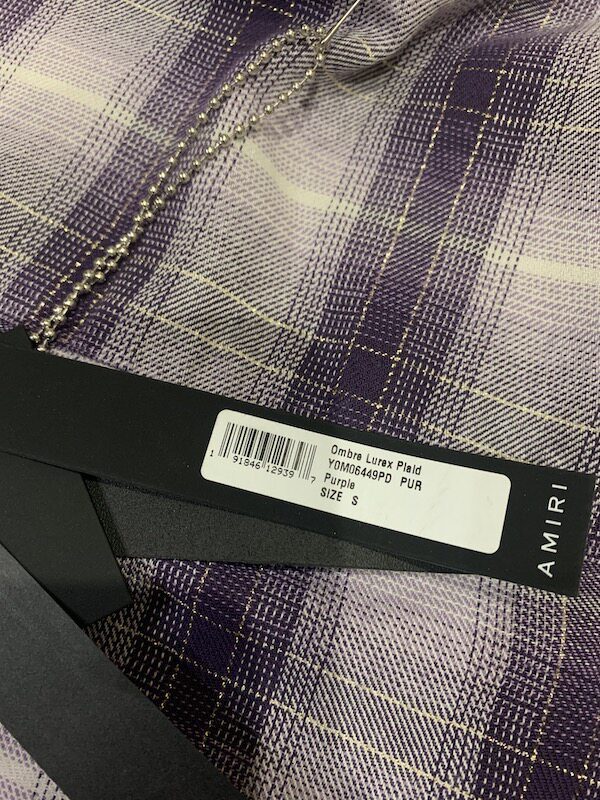 Ombre Lurex Plaid
Y0M06449PD PUR
Purple
SIZE S
1 91846 12939 7
AMIRI